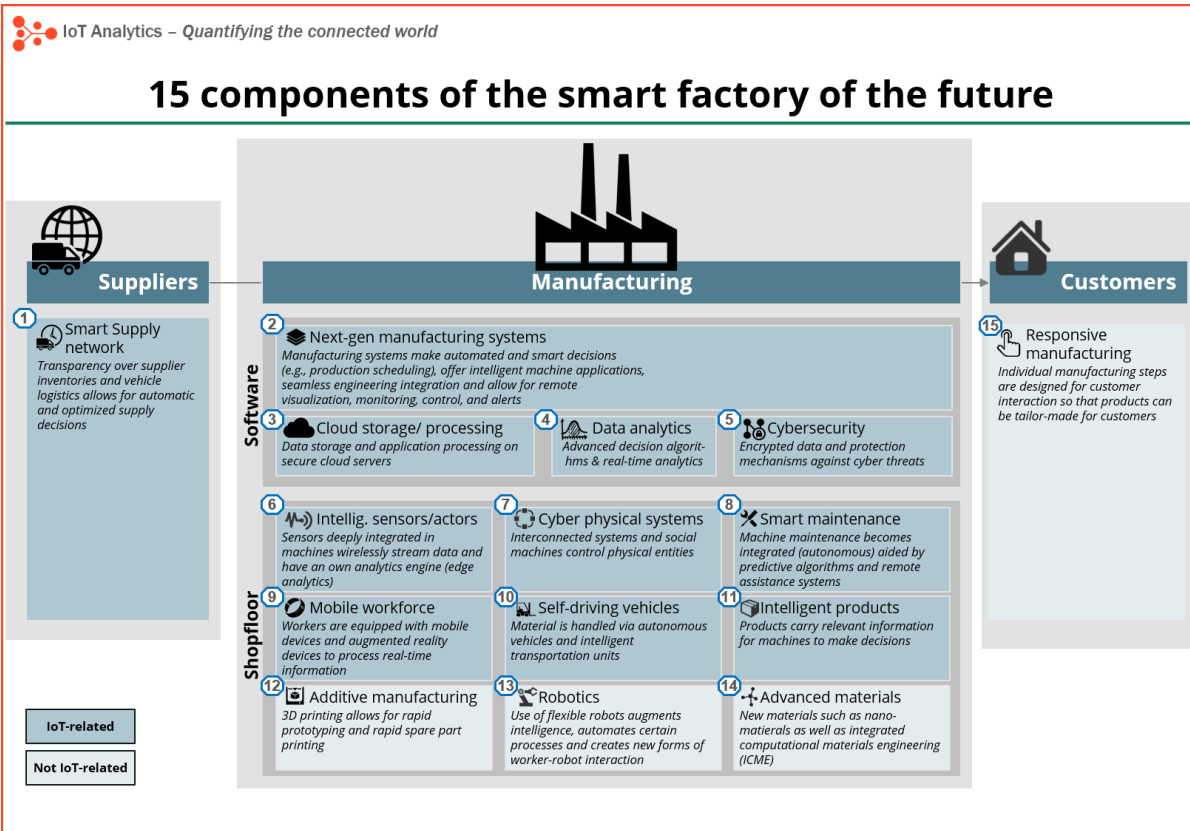 IoT Analytics – Quantifying the connected world
15 components of the smart factory of the future
Suppliers
Manufacturing
Customers
1
Smart Supply
network
Transparency over supplier
inventories and vehicle
logistics allows for automatic
and optimized supply
decisions
Software
2
Next-gen manufacturing systems
Manufacturing systems make automated and smart decisions
(e.g., production scheduling), offer intelligent machine applications,
seamless engineering integration and allow for remote
visualization, monitoring, control, and alerts
3
Cloud storage/ processing
Data storage and application processing on
secure cloud servers
4
Data analytics
Advanced decision algorit-
hms & real-time analytics
5
Cybersecurity
Encrypted data and protection
mechanisms against cyber threats
Shopfloor
6
Intellig. sensors/actors
Sensors deeply integrated in
machines wirelessly stream data and
have an own analytics engine (edge
analytics)
7
Cyber physical systems
Interconnected systems and social
machines control physical entities
8
Smart maintenance
Machine maintenance becomes
integrated (autonomous) aided by
predictive algorithms and remote
assistance systems
9
Mobile workforce
Workers are equipped with mobile
devices and augmented reality
devices to process real-time
information
10
Self-driving vehicles
Material is handled via autonomous
vehicles and intelligent
transportation units
11
Intelligent products
Products carry relevant information
for machines to make decisions
12
Additive manufacturing
3D printing allows for rapid
prototyping and rapid spare part
printing
13
Robotics
Use of flexible robots augments
intelligence, automates certain
processes and creates new forms of
worker-robot interaction
14
Advanced materials
New materials such as nano-
matierals as well as integrated
computational materials engineering
(ICME)
15
Responsive
manufacturing
Individual manufacturing steps
are designed for customer
interaction so that products can
be tailor-made for customers
IoT-related
Not IoT-related